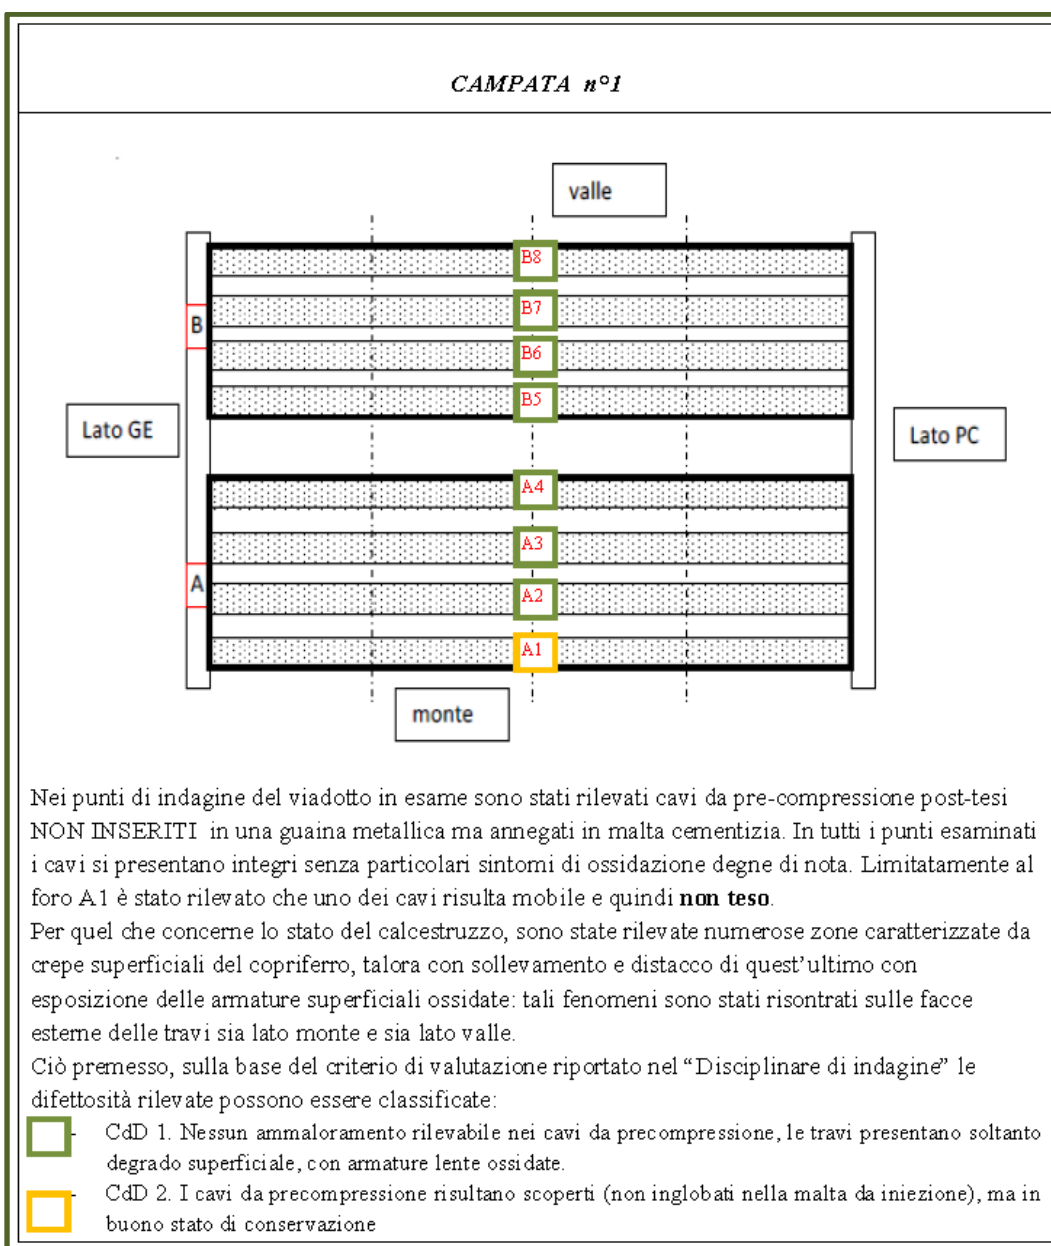 CAMPATA n°1
valle
B8
B7
B
B6
B5
Lato GE
Lato PC
A4
A3
A
A2
A1
monte
Nei punti di indagine del viadotto in esame sono stati rilevati cavi da pre-compressione post-tesi
NON INSERITI in una guaina metallica ma annegati in malta cementizia. In tutti i punti esaminati
i cavi si presentano integri senza particolari sintomi di ossidazione degne di nota. Limitatamente al
foro A1 è stato rilevato che uno dei cavi risulta mobile e quindi non teso.
Per quel che concerne lo stato del calcestruzzo, sono state rilevate numerose zone caratterizzate da
crepe superficiali del copriferro, talora con sollevamento e distacco di quest'ultimo con
esposizione delle armature superficiali ossidate: tali fenomeni sono stati risontrati sulle facce
esterne delle travi sia lato monte e sia lato valle.
Ciò premesso, sulla base del criterio di valutazione riportato nel “Disciplinare di indagine” le
difettosità rilevate possono essere classificate:
- CdD 1. Nessun ammaloramento rilevabile nei cavi da precompressione, le travi presentano soltanto
degrado superficiale, con armature lente ossidate.
- CdD 2. I cavi da precompressione risultano scoperti (non inglobati nella malta da iniezione), ma in
buono stato di conservazione